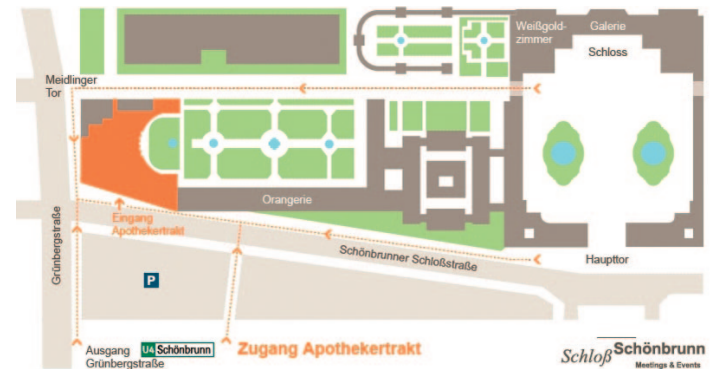 Weißgold-
zimmer
Galerie
Schloss
Meidlinger
Tor
Orangerie
Eingang
Apothekertrakt
Grünbergstraße
Schönbrunner Schloßstraße
Haupttor
P
Ausgang
Grünbergstraße
U4 Schönbrunn
Zugang Apothekertrakt
Schloß Schönbrunn
Meetings & Events